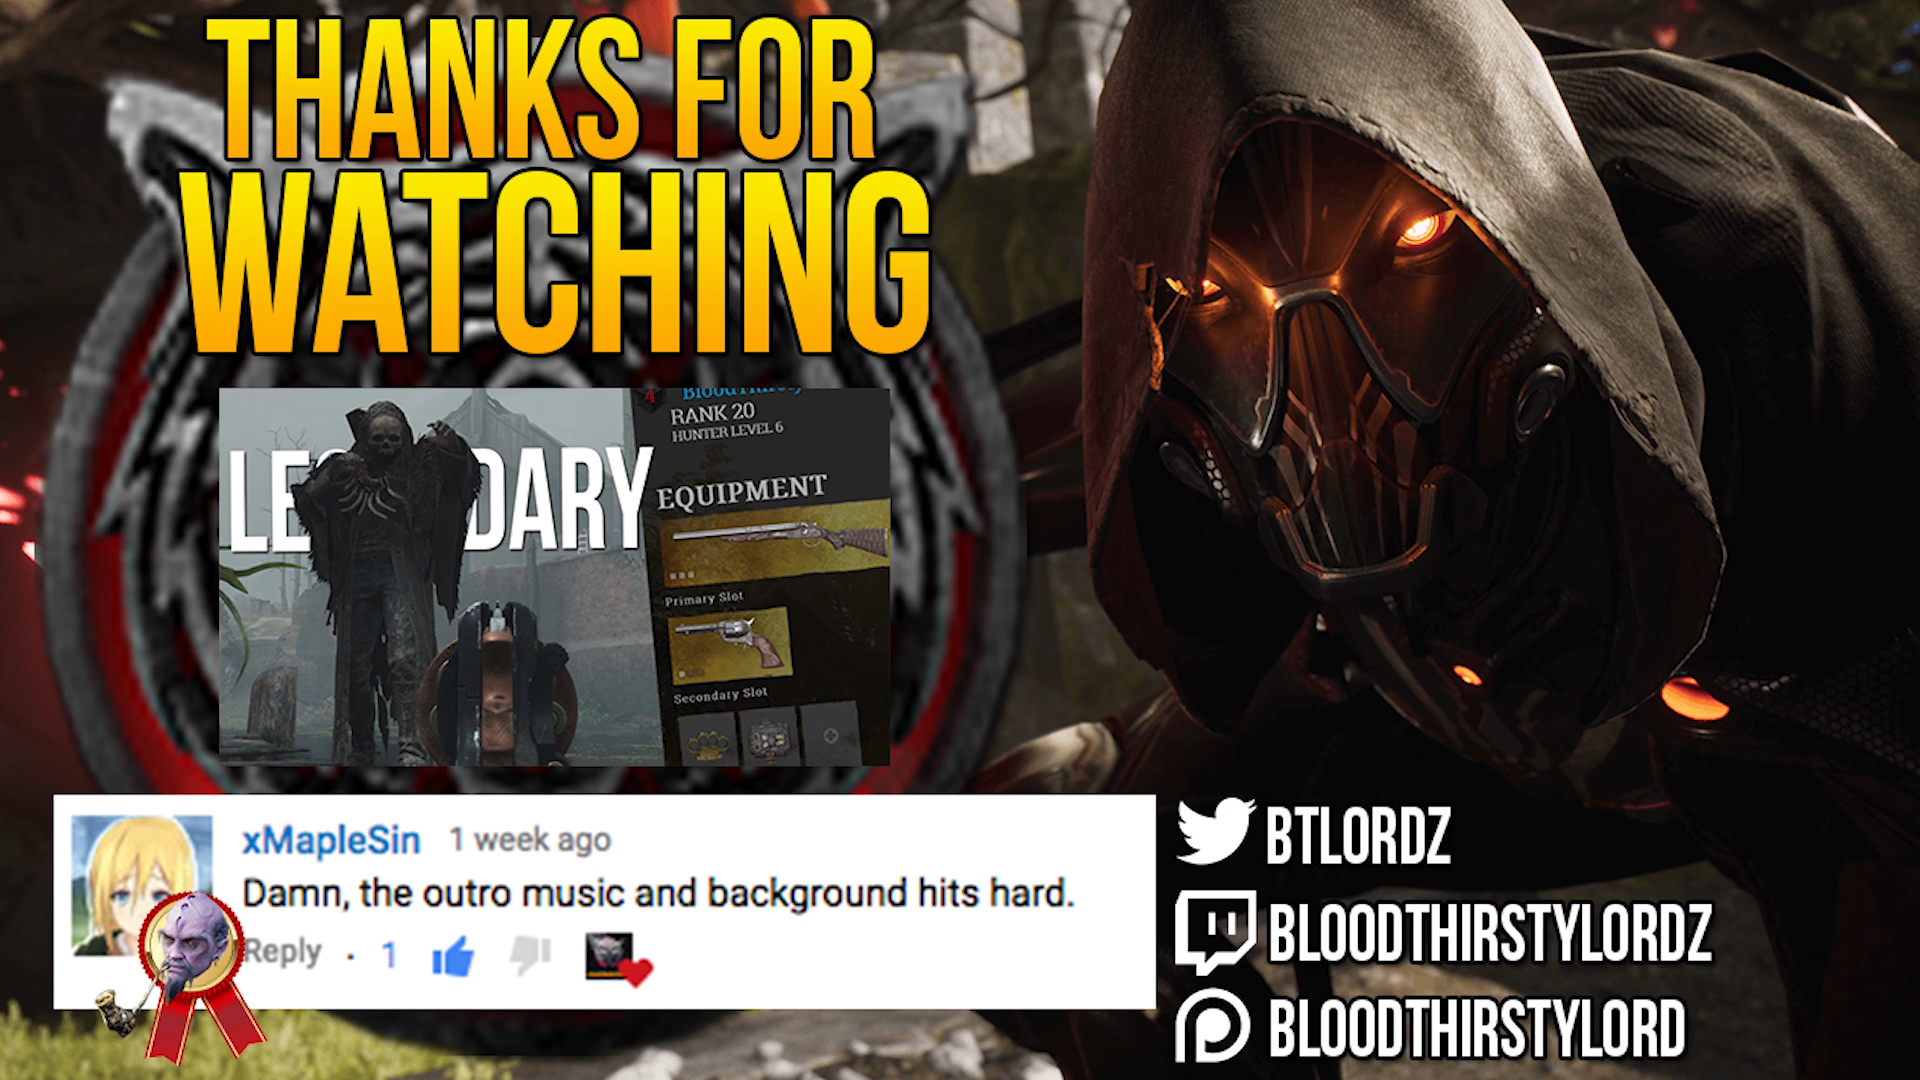 THANKS FOR
WATCHING
LE DARY
RANK 20
HUNTER LEVEL 6
EQUIPMENT
Primary Slot
Secondary Slot
xMapleSin 1 week ago
Damn, the outro music and background hits hard.
Reply · 1
BTLORDZ
BLOODTHIRSTYLORDZ
BLOODTHIRSTYLORD